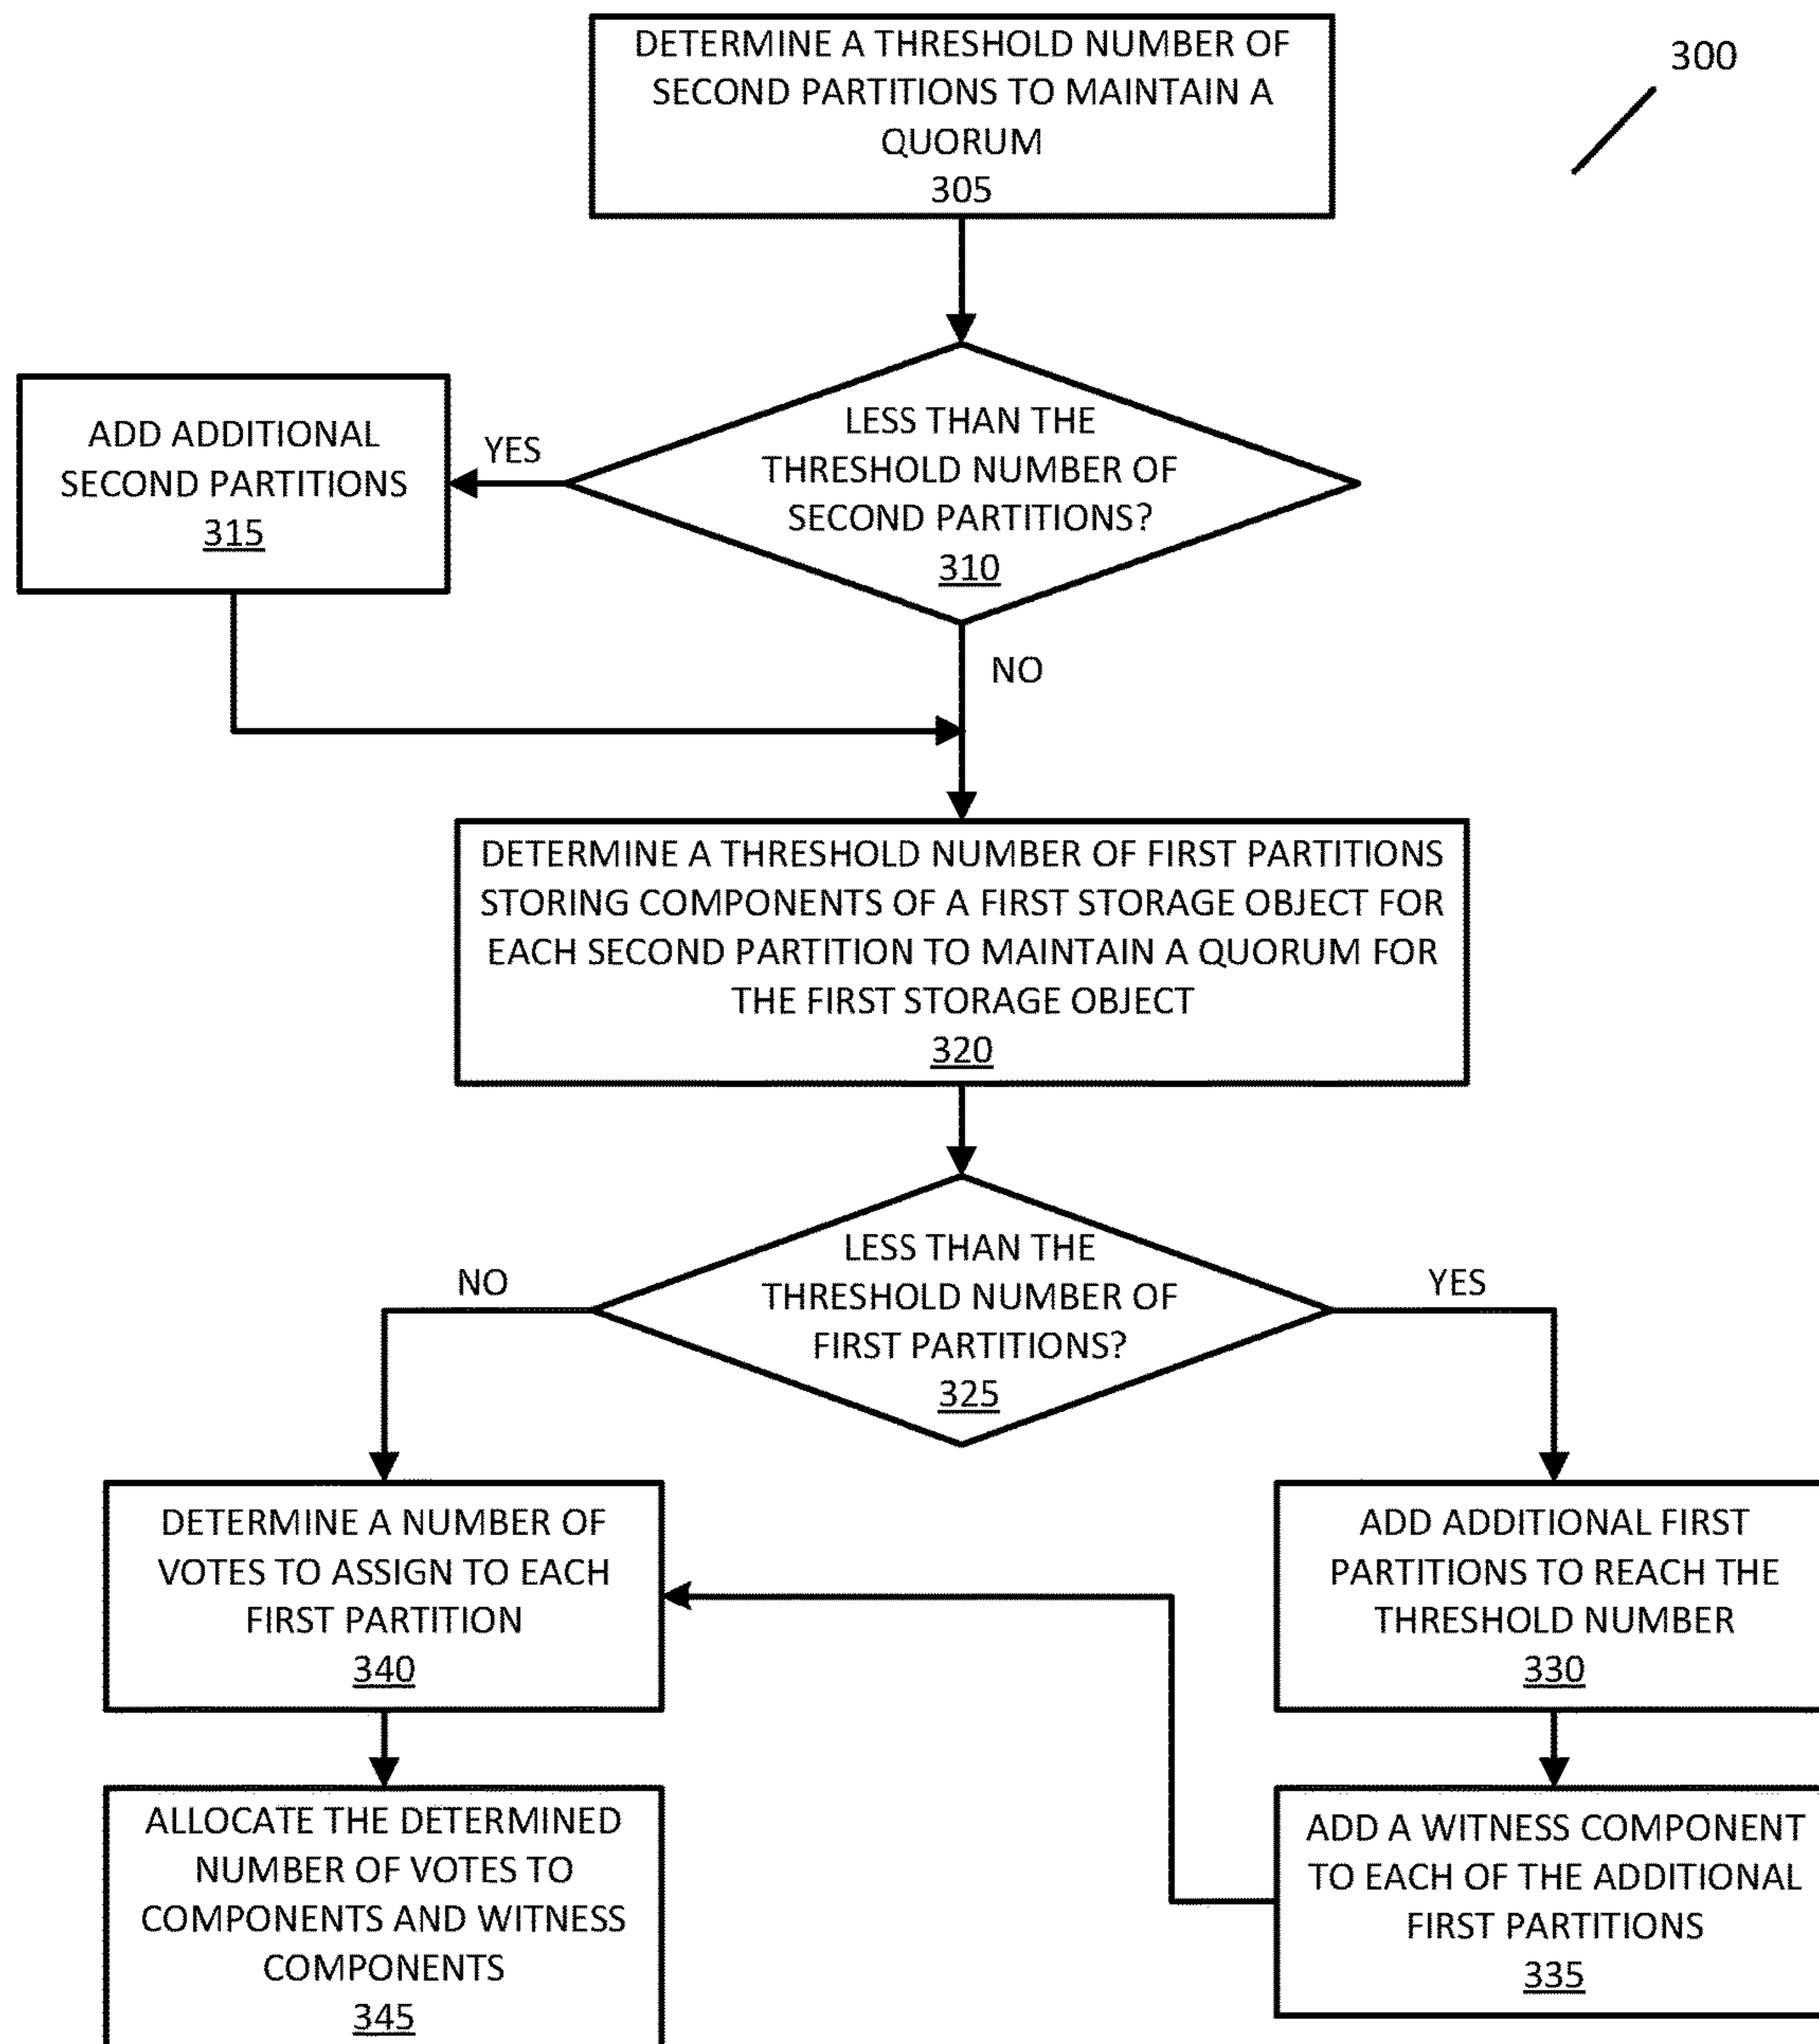 300
DETERMINE A THRESHOLD NUMBER OF
SECOND PARTITIONS TO MAINTAIN A
QUORUM
305
LESS THAN THE
THRESHOLD NUMBER OF
SECOND PARTITIONS?
310
YES
ADD ADDITIONAL
SECOND PARTITIONS
315
NO
DETERMINE A THRESHOLD NUMBER OF FIRST PARTITIONS
STORING COMPONENTS OF A FIRST STORAGE OBJECT FOR
EACH SECOND PARTITION TO MAINTAIN A QUORUM FOR
THE FIRST STORAGE OBJECT
320
LESS THAN THE
THRESHOLD NUMBER OF
FIRST PARTITIONS?
325
NO
YES
DETERMINE A NUMBER OF
VOTES TO ASSIGN TO EACH
FIRST PARTITION
340
ADD ADDITIONAL FIRST
PARTITIONS TO REACH THE
THRESHOLD NUMBER
330
ALLOCATE THE DETERMINED
NUMBER OF VOTES TO
COMPONENTS AND WITNESS
COMPONENTS
345
ADD A WITNESS COMPONENT
TO EACH OF THE ADDITIONAL
FIRST PARTITIONS
335